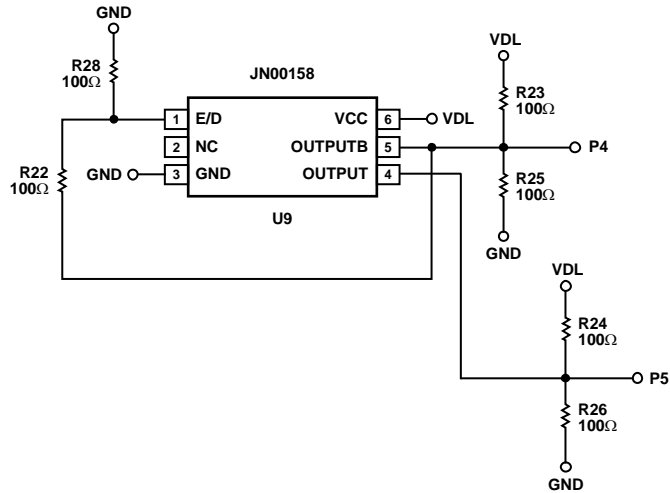 GND
R28
100Ω
JN00158
VDL
R23
100Ω
1 E/D
VCC 6
VDL
2 NC
OUTPUTB 5
P4
GND
3 GND
OUTPUT 4
R22
100Ω
R25
100Ω
U9
GND
VDL
R24
100Ω
P5
R26
100Ω
GND